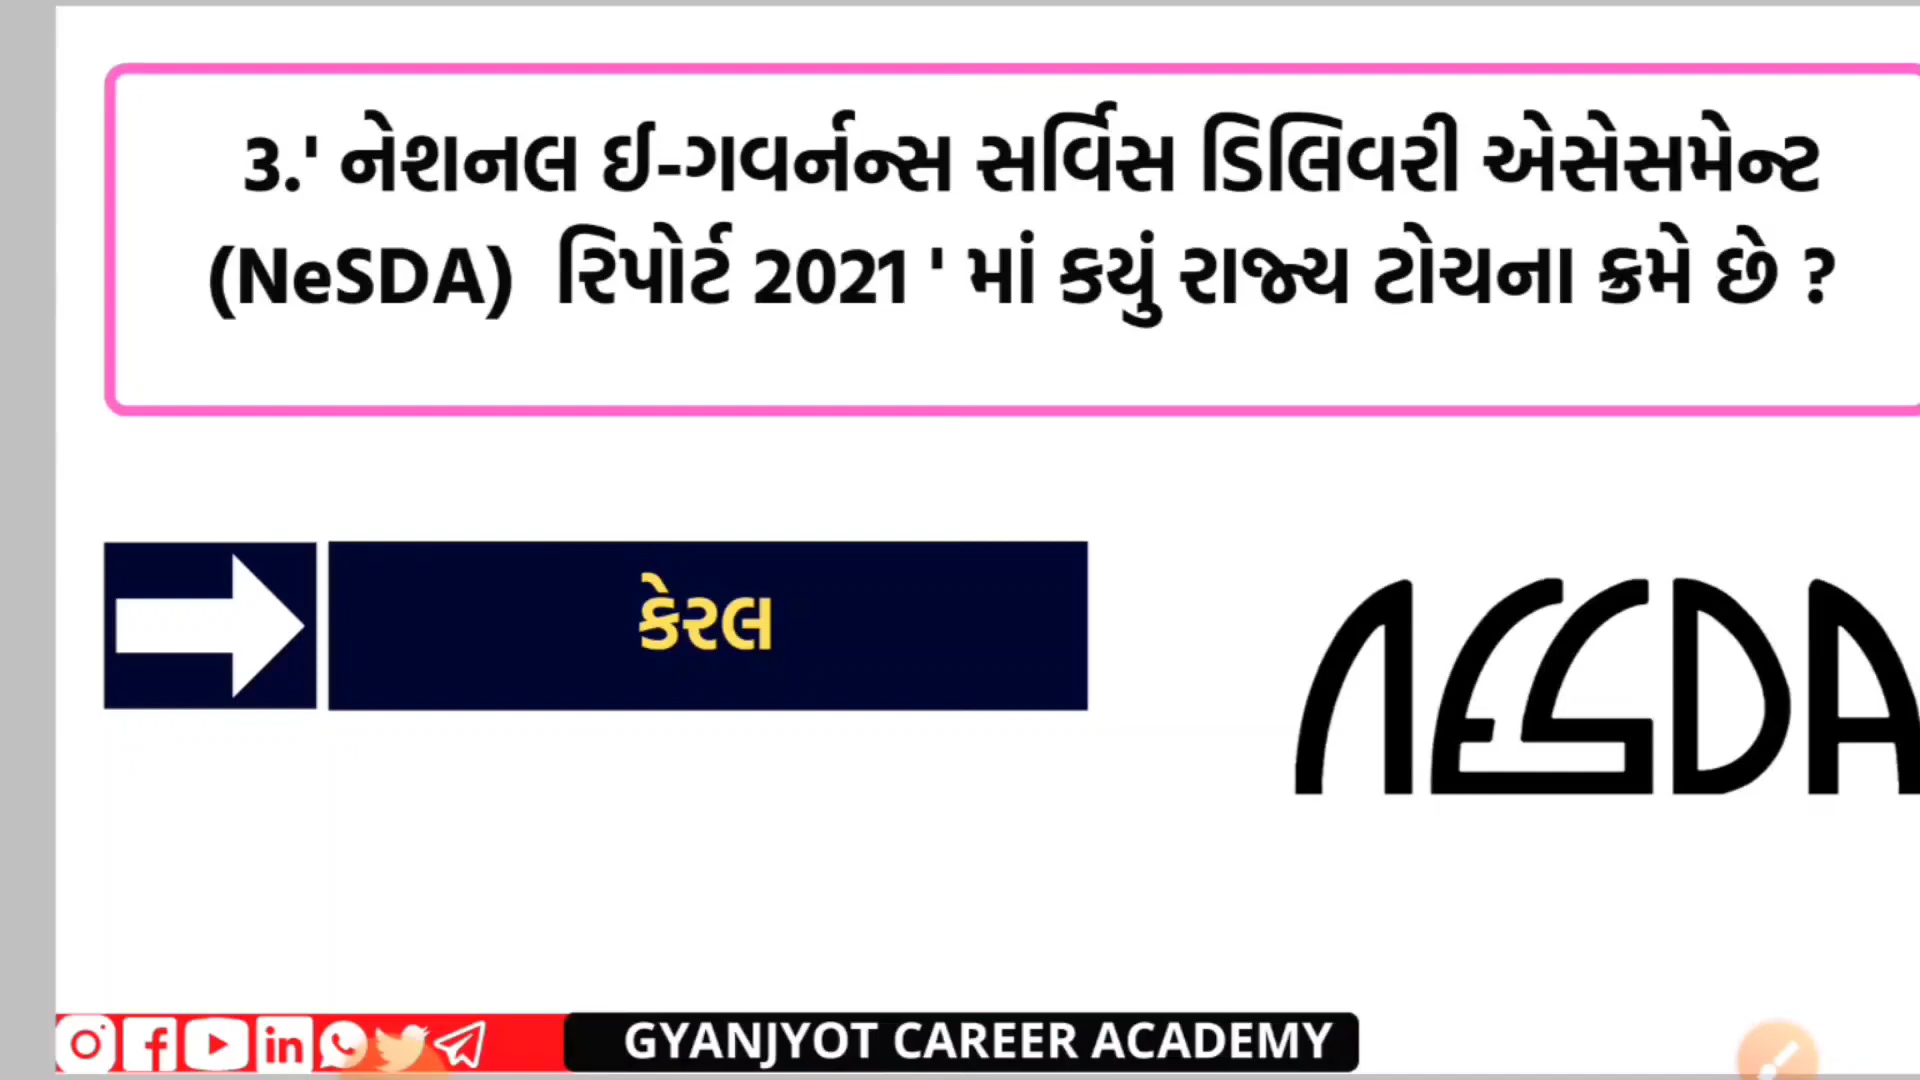 3.' નેશનલ ઈ-ગવર્નન્સ સર્વિસ ડિલિવરી એસેસમેન્ટ
(NeSDA) રિપોર્ટ 2021 ' માં કયું રાજ્ય ટોચના ક્રમે છે ?
કેરલ
NESDA
GYANJYOT CAREER ACADEMY